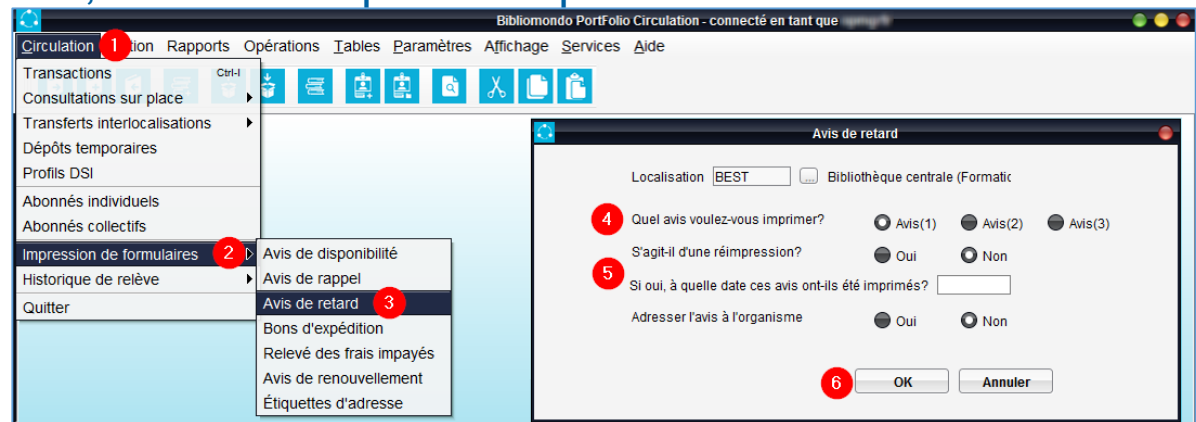 Bibliomondo PortFolio Circulation - connecté en tant que
Circulation 1 tion Rapports Opérations Tables Paramètres Affichage Services Aide
Transactions Ctrl-I
Consultations sur place
Transferts interlocalisations
Dépôts temporaires
Profils DSI
Abonnés individuels
Abonnés collectifs
Impression de formulaires 2
Historique de relève
Quitter
Avis de disponibilité
Avis de rappel
Avis de retard 3
Bons d'expédition
Relevé des frais impayés
Avis de renouvellement
Étiquettes d'adresse
Avis de retard
Localisation BEST ... Bibliothèque centrale (Formatic
4 Quel avis voulez-vous imprimer? Avis(1) Avis(2) Avis(3)
S'agit-il d'une réimpression? Oui Non
5 Si oui, à quelle date ces avis ont-ils été imprimés?
Adresser l'avis à l'organisme Oui Non
6 OK Annuler